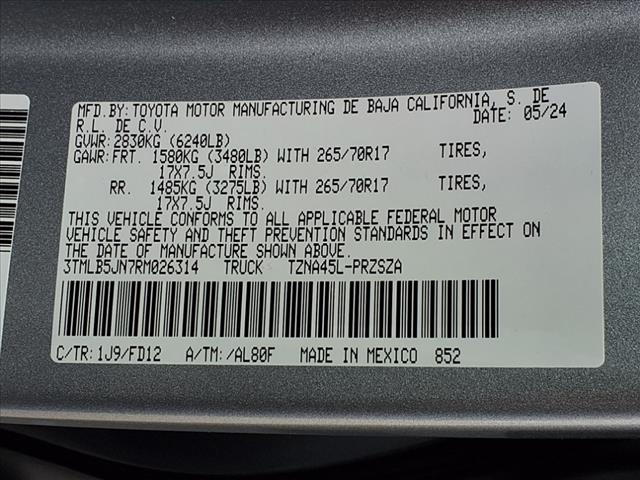 MFD.BY: TOYOTA MOTOR MANUFACTURING DE BAJA CALIFORNIA, S. DE
R.L. DE C.V. DATE: 05/24
GVWR: 2830KG (6240LB)
GAWR: FRT. 1580KG (3480LB) WITH 265/70R17 TIRES,
17X7.5J RIMS.
RR. 1485KG (3275LB) WITH 265/70R17 TIRES,
17X7.5J RIMS.
THIS VEHICLE CONFORMS TO ALL APPLICABLE FEDERAL MOTOR
VEHICLE SAFETY AND THEFT PREVENTION STANDARDS IN EFFECT ON
THE DATE OF MANUFACTURE SHOWN ABOVE.
3TMLB5JN7RM026314 TRUCK TZNA45L-PRZSZA
C/TR: 1J9/FD12 A/TM: /AL80F MADE IN MEXICO 852